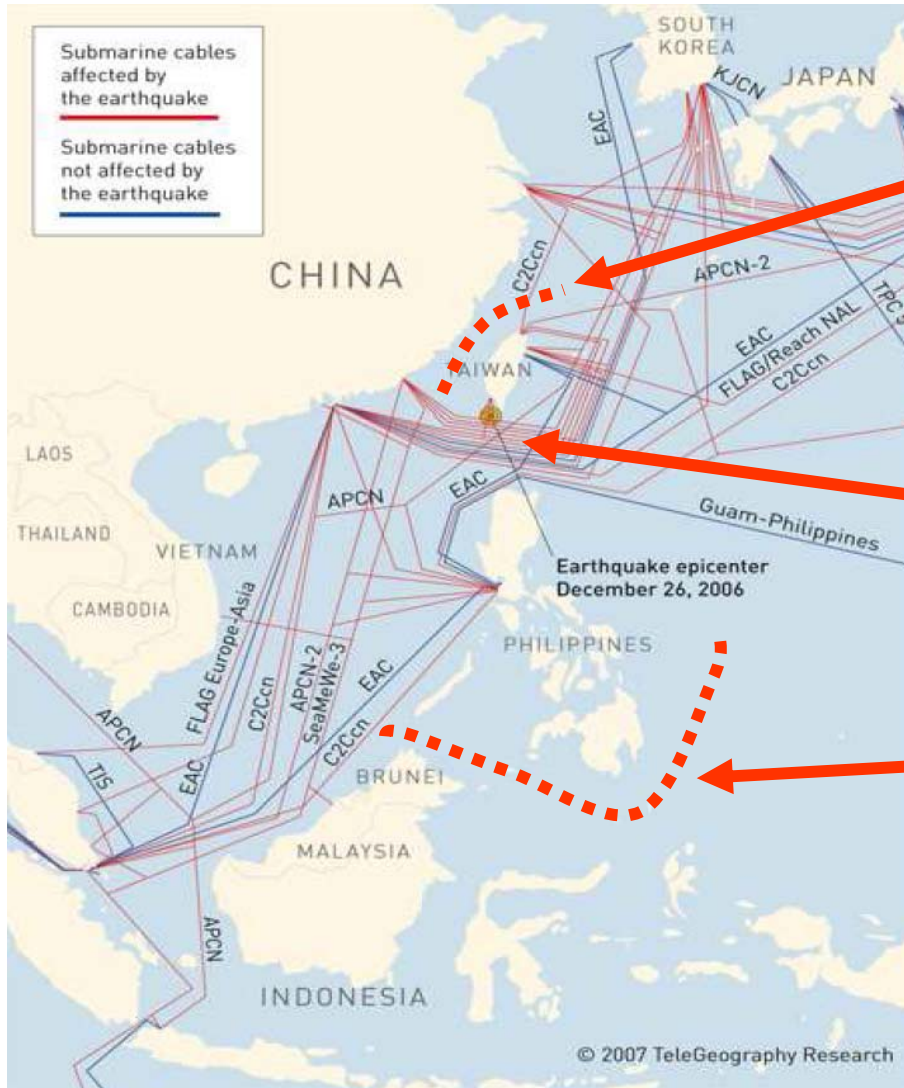 Submarine cables
affected by
the earthquake
Submarine cables
not affected by
the earthquake
SOUTH
KOREA
JAPAN
KJCN
EAC
CHINA
C2Ccn
APCN-2
TPC 5
EAC
FLAG/Reach NAL
C2Ccn
TAIWAN
LAOS
APCN
EAC
Guam-Philippines
THAILAND
VIETNAM
Earthquake epicenter
December 26, 2006
CAMBODIA
PHILIPPINES
FLAG Europe-Asia
C2Ccn
APCN-2
SeaMeWe-3
EAC
C2Ccn
APCN
TIS
EAC
BRUNEI
MALAYSIA
APCN
INDONESIA
© 2007 TeleGeography Research